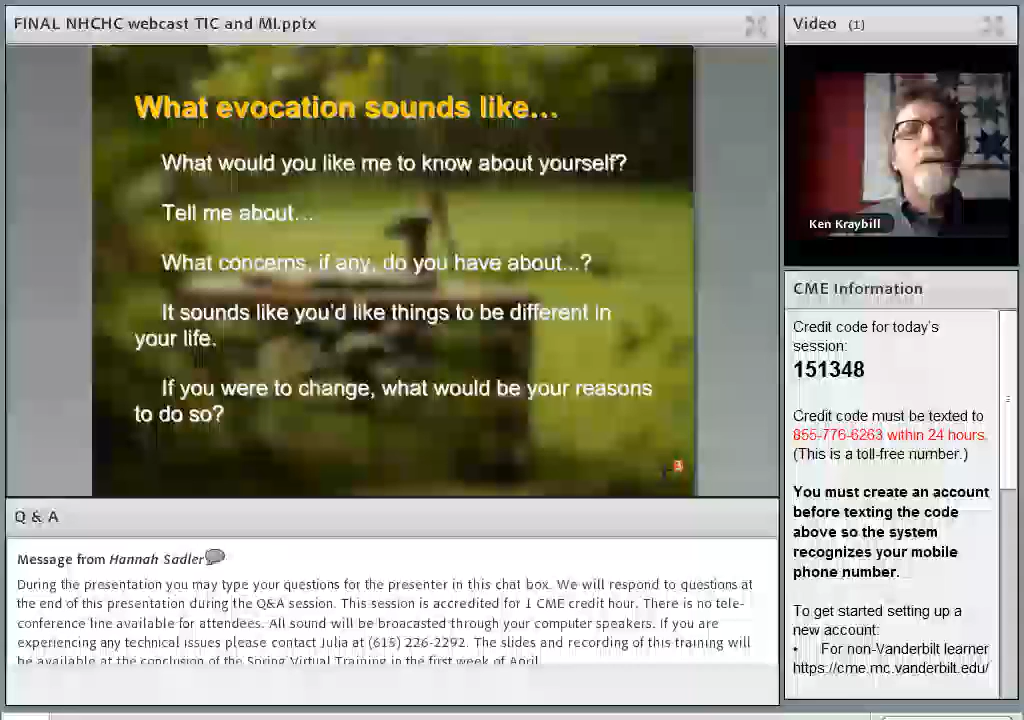 FINAL NHCHC webcast TIC and MI.pptx
What evocation sounds like...
What would you like me to know about yourself?
Tell me about...
What concerns, if any, do you have about...?
It sounds like you'd like things to be different in
your life.
If you were to change, what would be your reasons
to do so?
Q & A
Message from Hannah Sadler
During the presentation you may type your questions for the presenter in this chat box. We will respond to questions at
the end of this presentation during the Q&A session. This session is accredited for 1 CME credit hour. There is no tele-
conference line available for attendees. All sound will be broacasted through your computer speakers. If you are
experiencing any technical issues please contact Julia at (615) 226-2292. The slides and recording of this training will
be available at the conclusion of the Spring Virtual Training in the first week of April.
Video (1)
Ken Kraybill
CME Information
Credit code for today's
session:
151348
Credit code must be texted to
855-776-6263 within 24 hours.
(This is a toll-free number.)
You must create an account
before texting the code
above so the system
recognizes your mobile
phone number.
To get started setting up a
new account:
• For non-Vanderbilt learner
https://cme.mc.vanderbilt.edu/